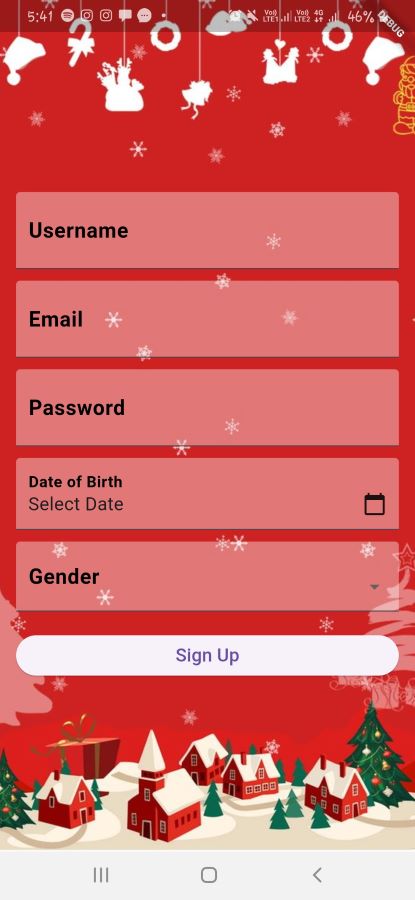 5:41
Vo)) LTE1 Vo)) LTE2 4G 46%
DEBUG
Username
Email
Password
Date of Birth
Select Date
Gender
Sign Up